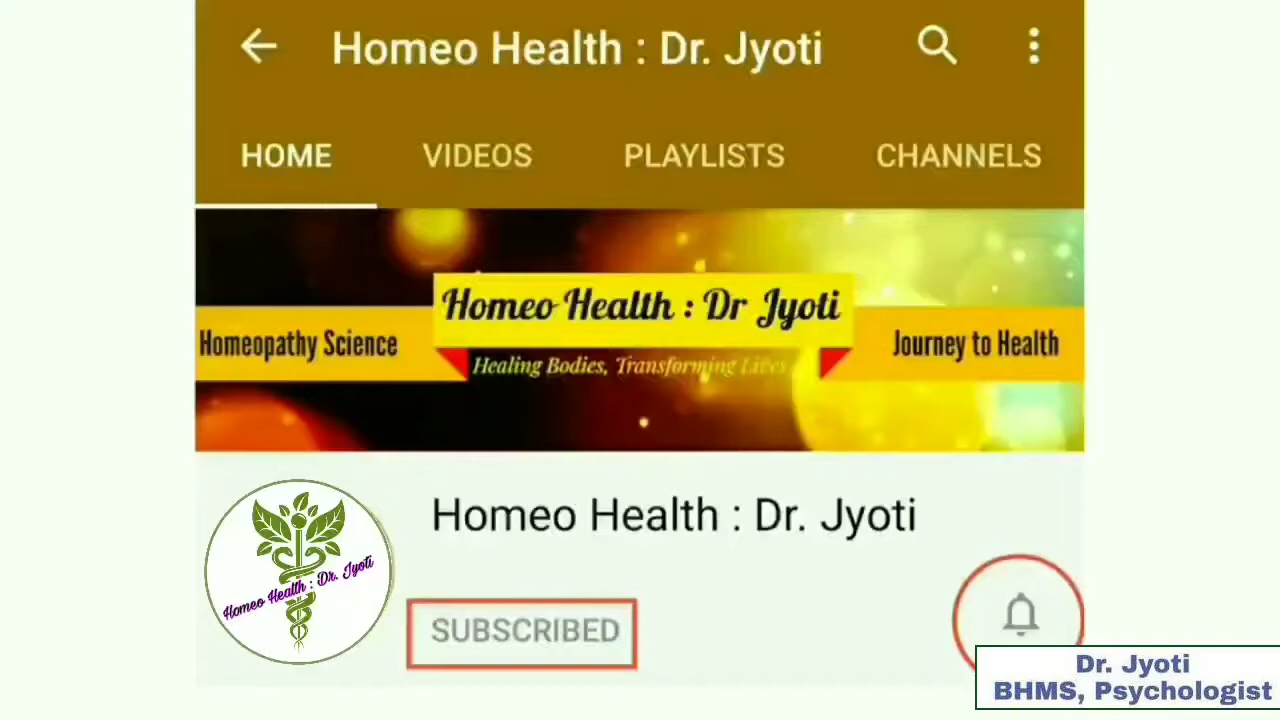 Homeo Health : Dr. Jyoti
HOME VIDEOS PLAYLISTS CHANNELS
Homeo Health : Dr Jyoti
Homeopathy Science
Journey to Health
Healing Bodies, Transforming Lives
Homeo Health : Dr. Jyoti
Homeo Health : Dr. Jyoti
SUBSCRIBED
Dr. Jyoti
BHMS, Psychologist